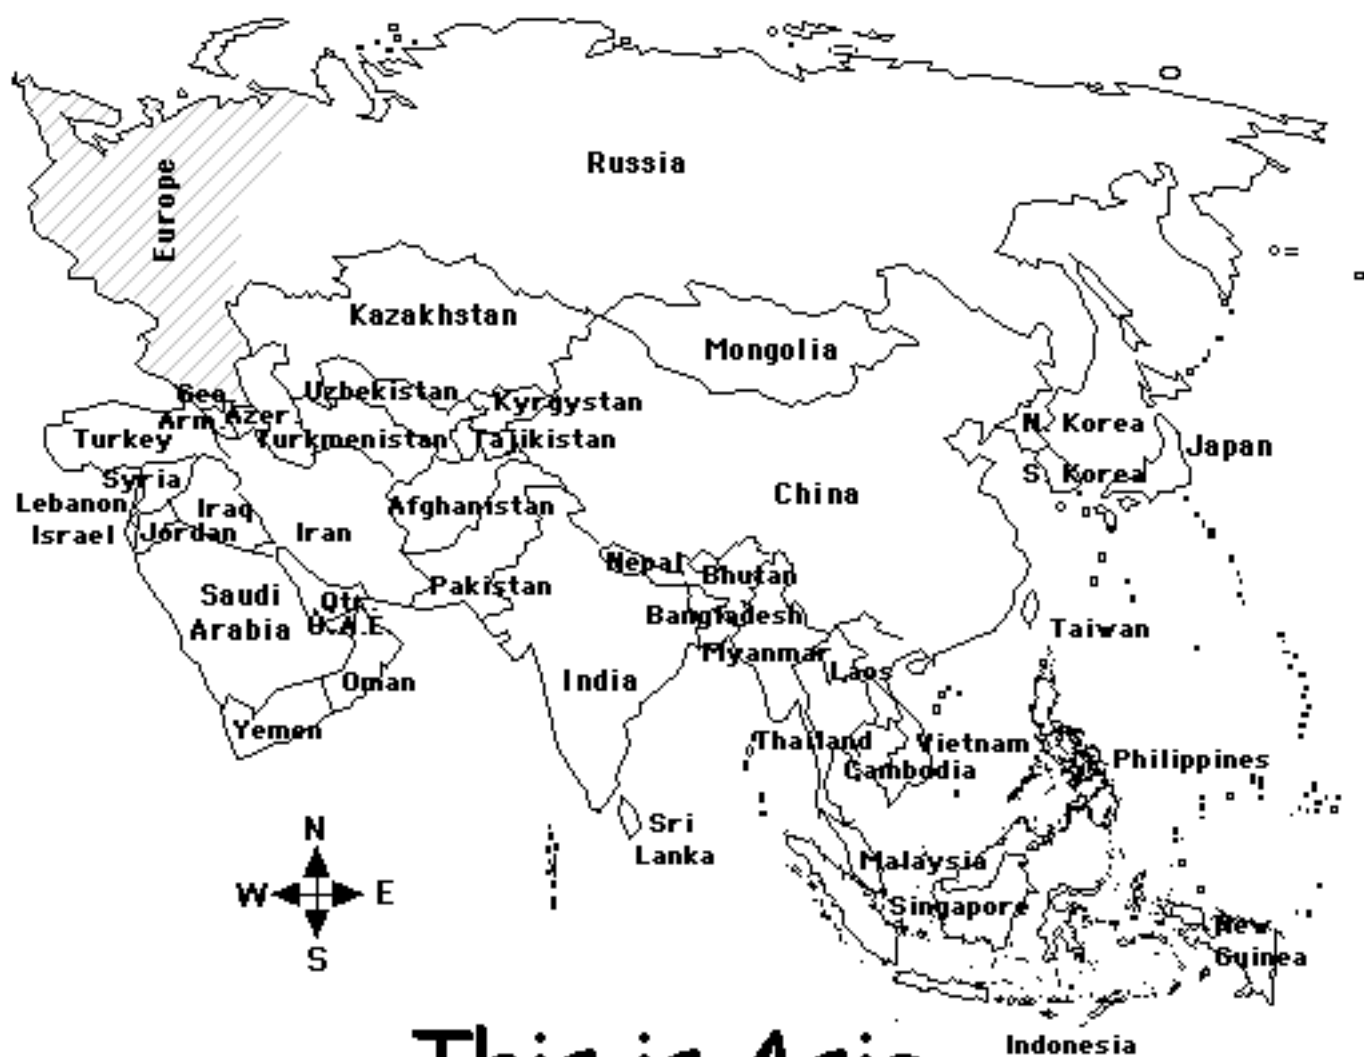 Russia
Europe
Kazakhstan
Mongolia
Uzbekistan
Kyrgystan
Geo
Arm
Azer
Turkey
Turkmenistan
Tajikistan
N. Korea
Japan
Syria
S Korea
Lebanon
Iraq
Afghanistan
China
Israel
Jordan
Iran
Nepal
Bhutan
Pakistan
Saudi
Arabia
Qtr.
U.A.E
Bangladesh
Taiwan
Myanmar
Laos
India
Oman
Yemen
Thailand
Vietnam
Cambodia
Philippines
Sri
Lanka
N
W
E
S
Malaysia
Singapore
New
Guinea
Indonesia
This is Asia